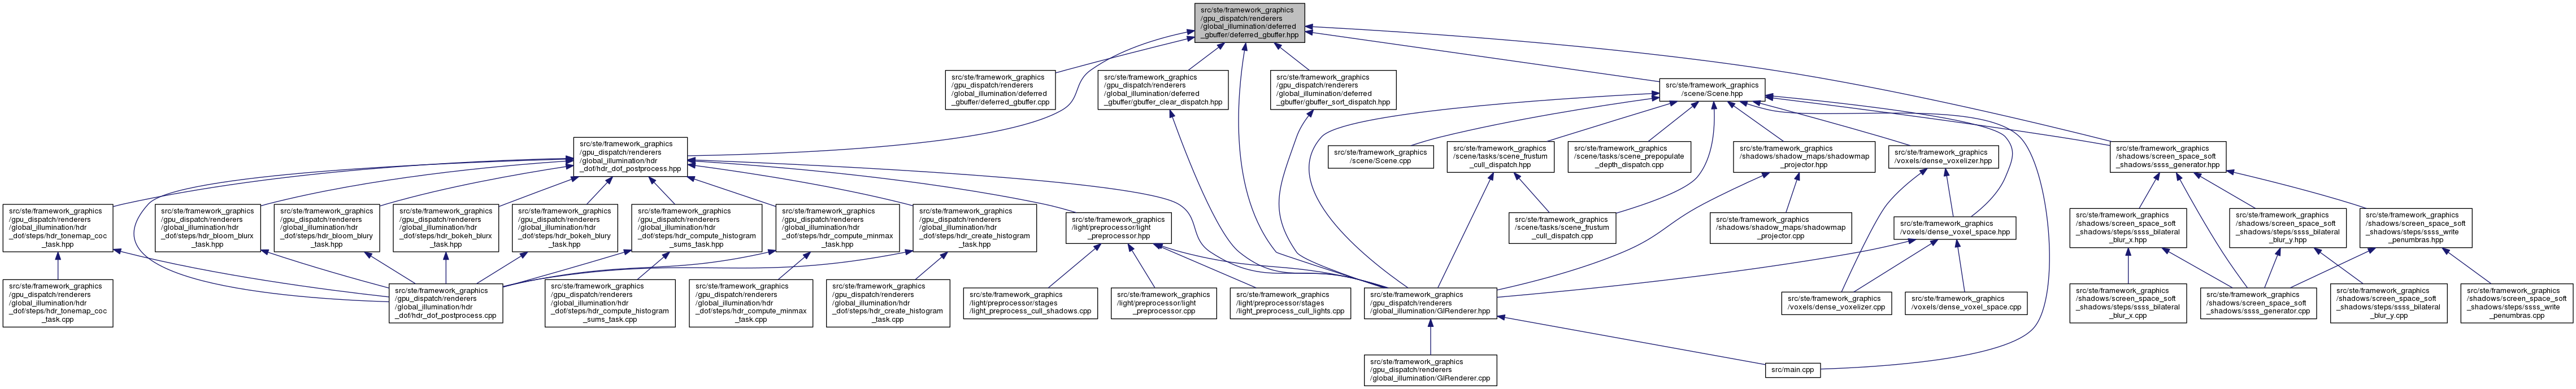 src/ste/framework_graphics
/gpu_dispatch/renderers
/global_illumination/deferred
_gbuffer/deferred_gbuffer.hpp
src/ste/framework_graphics
/gpu_dispatch/renderers
/global_illumination/deferred
_gbuffer/deferred_gbuffer.cpp
src/ste/framework_graphics
/gpu_dispatch/renderers
/global_illumination/deferred
_gbuffer/gbuffer_clear_dispatch.hpp
src/ste/framework_graphics
/gpu_dispatch/renderers
/global_illumination/deferred
_gbuffer/gbuffer_sort_dispatch.hpp
src/ste/framework_graphics
/scene/Scene.hpp
src/ste/framework_graphics
/gpu_dispatch/renderers
/global_illumination/hdr
_dof/hdr_dof_postprocess.hpp
src/ste/framework_graphics
/scene/Scene.cpp
src/ste/framework_graphics
/scene/tasks/scene_frustum
_cull_dispatch.hpp
src/ste/framework_graphics
/scene/tasks/scene_prepopulate
_depth_dispatch.cpp
src/ste/framework_graphics
/shadows/shadow_maps/shadowmap
_projector.hpp
src/ste/framework_graphics
/voxels/dense_voxelizer.hpp
src/ste/framework_graphics
/shadows/screen_space_soft
_shadows/ssss_generator.hpp
src/ste/framework_graphics
/gpu_dispatch/renderers
/global_illumination/hdr
_dof/steps/hdr_tonemap_coc
_task.hpp
src/ste/framework_graphics
/gpu_dispatch/renderers
/global_illumination/hdr
_dof/steps/hdr_bloom_blurx
_task.hpp
src/ste/framework_graphics
/gpu_dispatch/renderers
/global_illumination/hdr
_dof/steps/hdr_bloom_blury
_task.hpp
src/ste/framework_graphics
/gpu_dispatch/renderers
/global_illumination/hdr
_dof/steps/hdr_bokeh_blurx
_task.hpp
src/ste/framework_graphics
/gpu_dispatch/renderers
/global_illumination/hdr
_dof/steps/hdr_bokeh_blury
_task.hpp
src/ste/framework_graphics
/gpu_dispatch/renderers
/global_illumination/hdr
_dof/steps/hdr_compute_histogram
_sums_task.hpp
src/ste/framework_graphics
/gpu_dispatch/renderers
/global_illumination/hdr
_dof/steps/hdr_compute_minmax
_task.hpp
src/ste/framework_graphics
/gpu_dispatch/renderers
/global_illumination/hdr
_dof/steps/hdr_create_histogram
_task.hpp
src/ste/framework_graphics
/light/preprocessor/light
_preprocessor.hpp
src/ste/framework_graphics
/scene/tasks/scene_frustum
_cull_dispatch.cpp
src/ste/framework_graphics
/shadows/shadow_maps/shadowmap
_projector.cpp
src/ste/framework_graphics
/voxels/dense_voxel_space.hpp
src/ste/framework_graphics
/shadows/screen_space_soft
_shadows/steps/ssss_bilateral
_blur_x.hpp
src/ste/framework_graphics
/shadows/screen_space_soft
_shadows/steps/ssss_bilateral
_blur_y.hpp
src/ste/framework_graphics
/shadows/screen_space_soft
_shadows/steps/ssss_write
_penumbras.hpp
src/ste/framework_graphics
/gpu_dispatch/renderers
/global_illumination/hdr
_dof/steps/hdr_tonemap_coc
_task.cpp
src/ste/framework_graphics
/gpu_dispatch/renderers
/global_illumination/hdr
_dof/hdr_dof_postprocess.cpp
src/ste/framework_graphics
/gpu_dispatch/renderers
/global_illumination/hdr
_dof/steps/hdr_compute_histogram
_sums_task.cpp
src/ste/framework_graphics
/gpu_dispatch/renderers
/global_illumination/hdr
_dof/steps/hdr_compute_minmax
_task.cpp
src/ste/framework_graphics
/gpu_dispatch/renderers
/global_illumination/hdr
_dof/steps/hdr_create_histogram
_task.cpp
src/ste/framework_graphics
/light/preprocessor/stages
/light_preprocess_cull_shadows.cpp
src/ste/framework_graphics
/light/preprocessor/light
_preprocessor.cpp
src/ste/framework_graphics
/light/preprocessor/stages
/light_preprocess_cull_lights.cpp
src/ste/framework_graphics
/gpu_dispatch/renderers
/global_illumination/GIRenderer.hpp
src/ste/framework_graphics
/voxels/dense_voxelizer.cpp
src/ste/framework_graphics
/voxels/dense_voxel_space.cpp
src/ste/framework_graphics
/shadows/screen_space_soft
_shadows/steps/ssss_bilateral
_blur_x.cpp
src/ste/framework_graphics
/shadows/screen_space_soft
_shadows/ssss_generator.cpp
src/ste/framework_graphics
/shadows/screen_space_soft
_shadows/steps/ssss_bilateral
_blur_y.cpp
src/ste/framework_graphics
/shadows/screen_space_soft
_shadows/steps/ssss_write
_penumbras.cpp
src/ste/framework_graphics
/gpu_dispatch/renderers
/global_illumination/GIRenderer.cpp
src/main.cpp